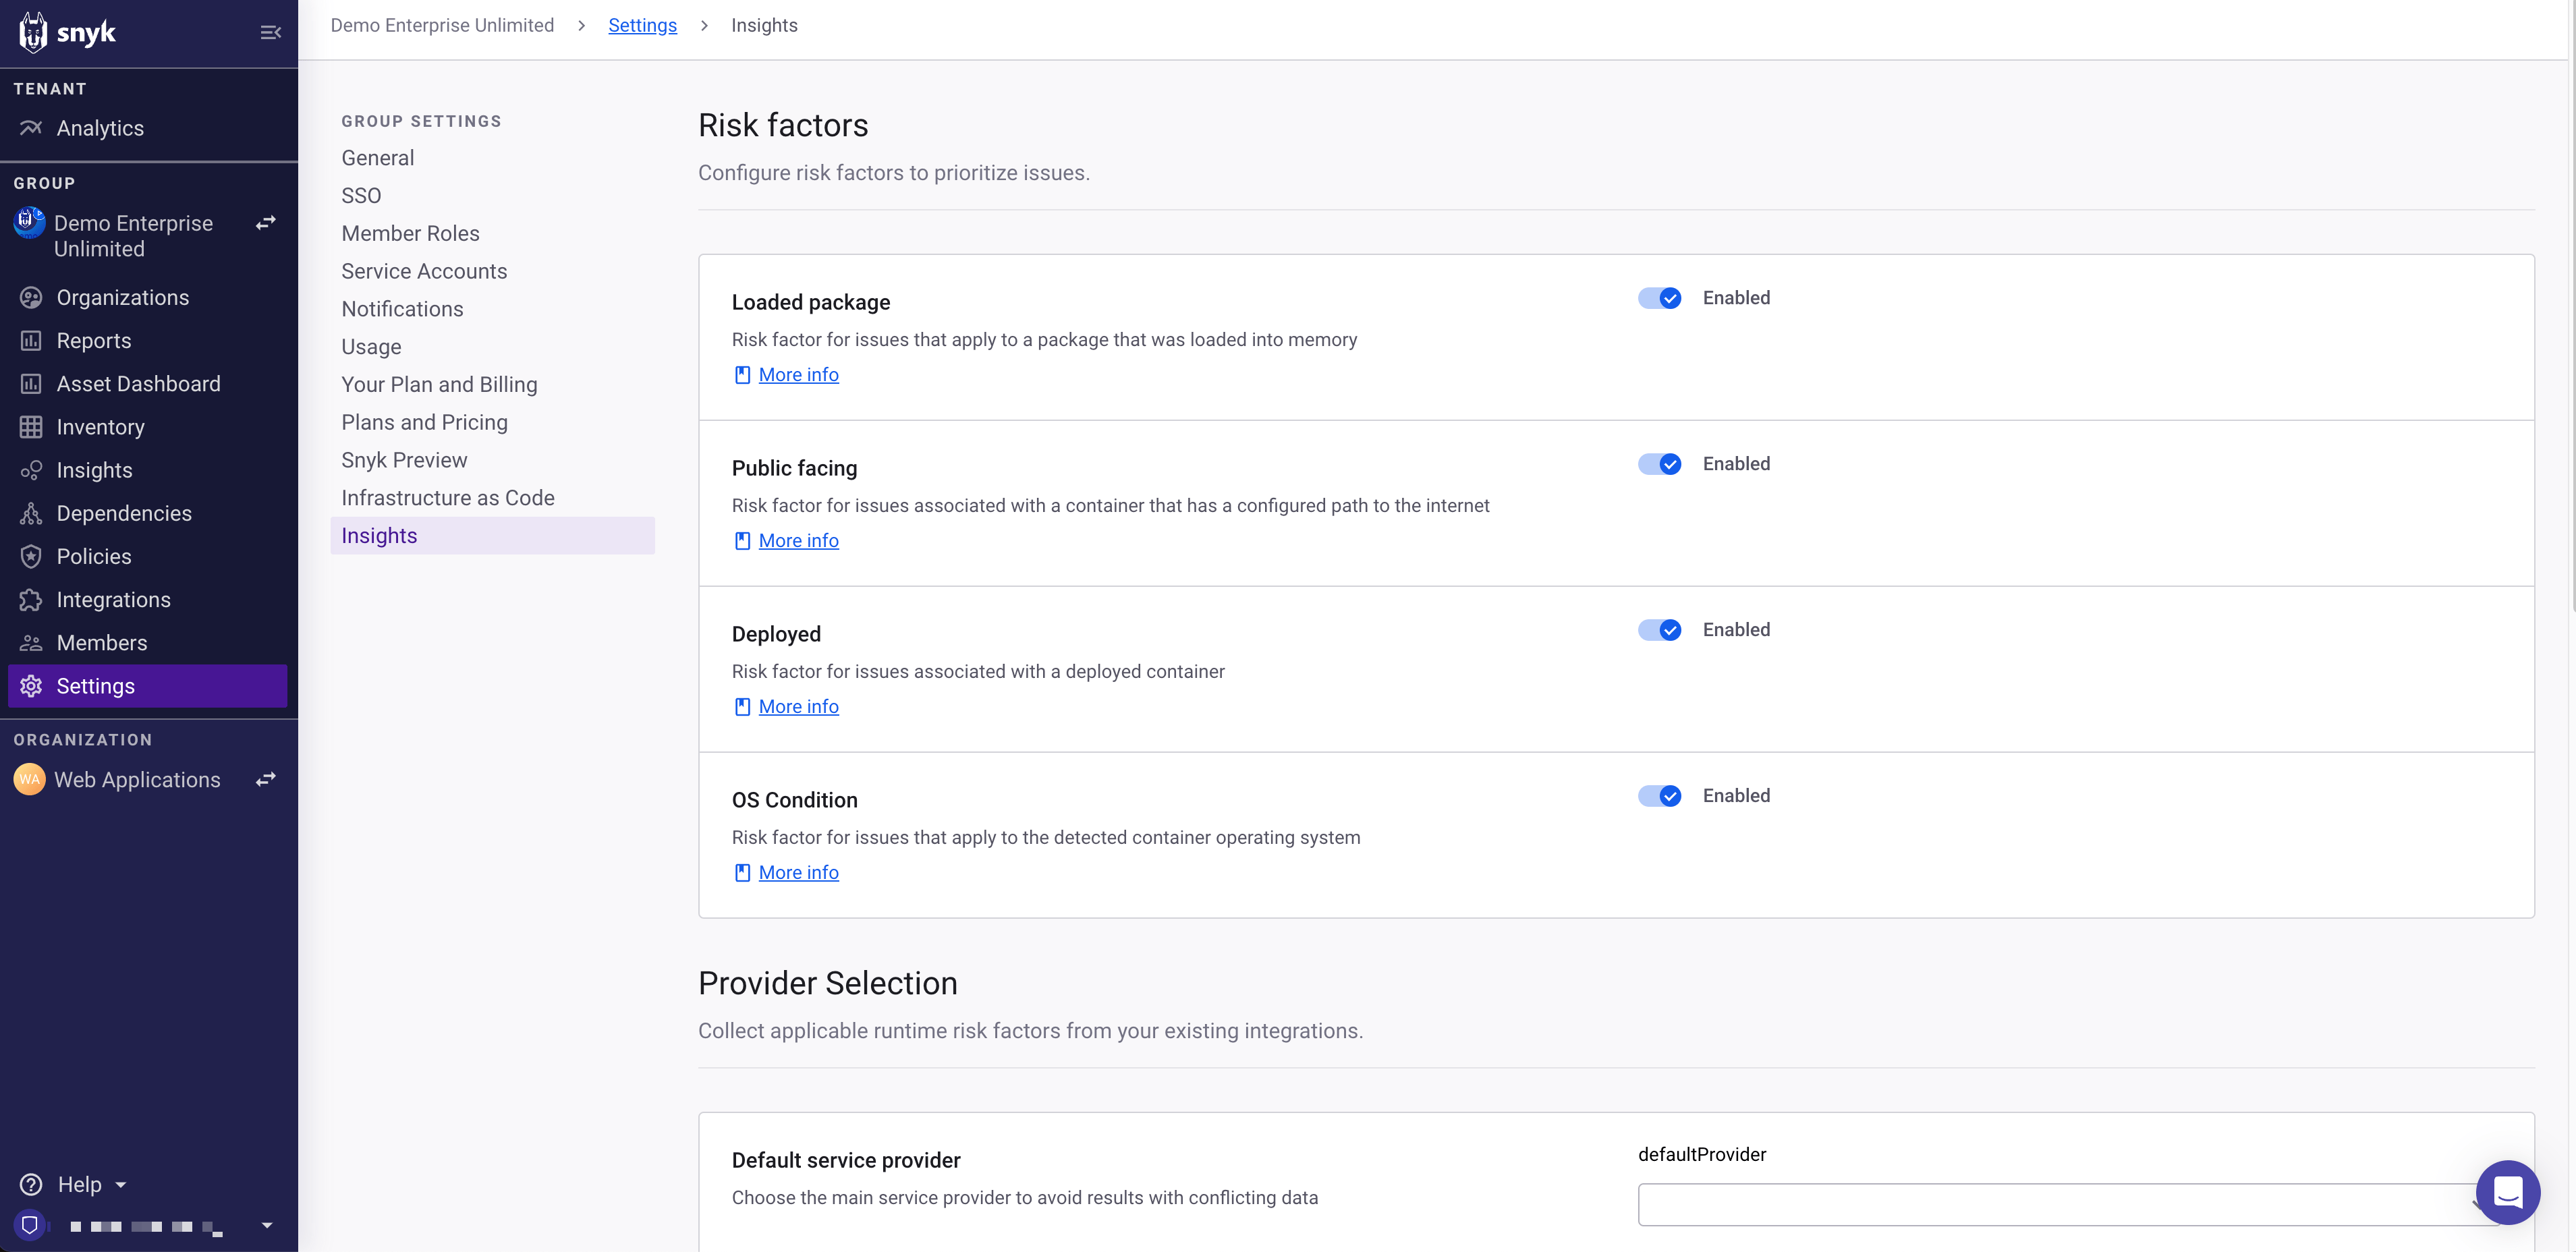 snyk
TENANT
Analytics
GROUP
Demo Enterprise
Unlimited
Organizations
Reports
Asset Dashboard
Inventory
Insights
Dependencies
Policies
Integrations
Members
Settings
ORGANIZATION
WA Web Applications
Help
Demo Enterprise Unlimited > Settings > Insights
GROUP SETTINGS
General
SSO
Member Roles
Service Accounts
Notifications
Usage
Your Plan and Billing
Plans and Pricing
Snyk Preview
Infrastructure as Code
Insights
Risk factors
Configure risk factors to prioritize issues.
Loaded package
Enabled
Risk factor for issues that apply to a package that was loaded into memory
More info
Public facing
Enabled
Risk factor for issues associated with a container that has a configured path to the internet
More info
Deployed
Enabled
Risk factor for issues associated with a deployed container
More info
OS Condition
Enabled
Risk factor for issues that apply to the detected container operating system
More info
Provider Selection
Collect applicable runtime risk factors from your existing integrations.
Default service provider
defaultProvider
Choose the main service provider to avoid results with conflicting data